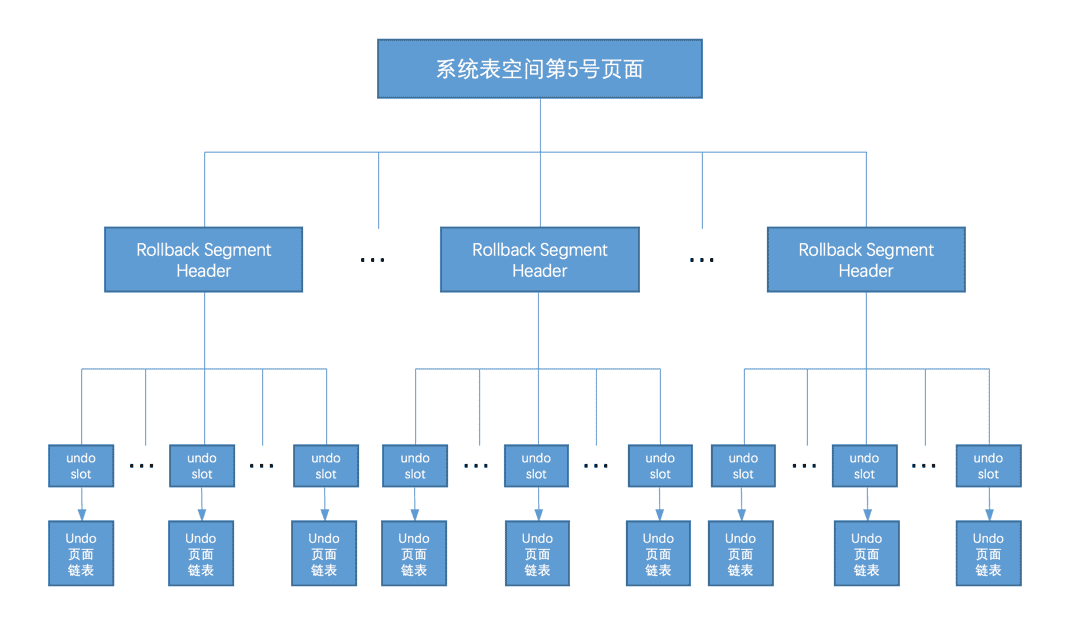 系统表空间第5号页面
Rollback Segment
Header
...
Rollback Segment
Header
...
Rollback Segment
Header
undo
slot
...
undo
slot
...
undo
slot
undo
slot
...
undo
slot
...
undo
slot
undo
slot
...
undo
slot
...
undo
slot
Undo
页面
链表
Undo
页面
链表
Undo
页面
链表
Undo
页面
链表
Undo
页面
链表
Undo
页面
链表
Undo
页面
链表
Undo
页面
链表
Undo
页面
链表